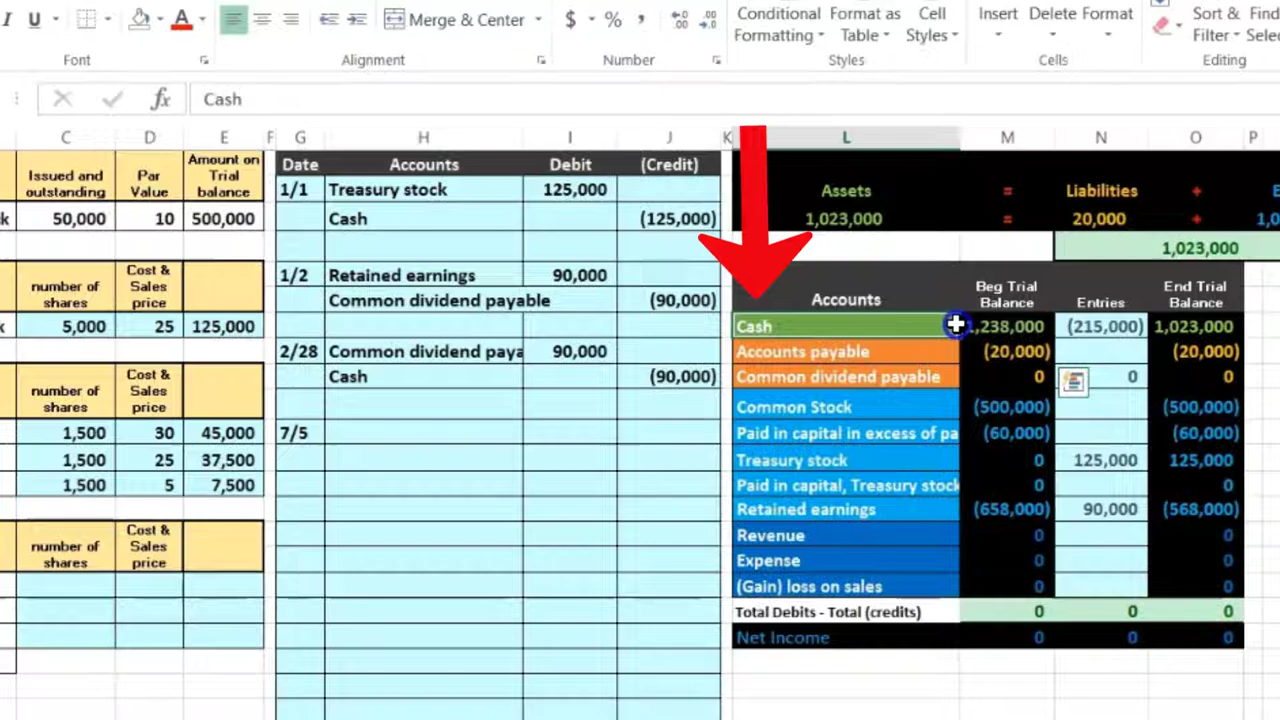 I U A Merge & Center $ % , Conditional Formatting Format as Table Cell Styles Insert Delete Format Sort & Filter
Font Alignment Number Styles Cells Editing
fx Cash
C D E F G H I J K L M N O P
Issued and outstanding Par Value Amount on Trial balance
50,000 10 500,000
number of shares Cost & Sales price
5,000 25 125,000
number of shares Cost & Sales price
1,500 30 45,000
1,500 25 37,500
1,500 5 7,500
number of shares Cost & Sales price
Date Accounts Debit (Credit)
1/1 Treasury stock 125,000
Cash (125,000)
1/2 Retained earnings 90,000
Common dividend payable (90,000)
2/28 Common dividend paya 90,000
Cash (90,000)
7/5
Assets = Liabilities +
1,023,000 = 20,000 +
1,023,000
Accounts Beg Trial Balance Entries End Trial Balance
Cash 1,238,000 (215,000) 1,023,000
Accounts payable (20,000) (20,000)
Common dividend payable 0 0 0
Common Stock (500,000) (500,000)
Paid in capital in excess of pa (60,000) (60,000)
Treasury stock 0 125,000 125,000
Paid in capital, Treasury stock 0 0
Retained earnings (658,000) 90,000 (568,000)
Revenue 0 0
Expense 0 0
(Gain) loss on sales 0 0
Total Debits - Total (credits) 0 0 0
Net Income 0 0 0